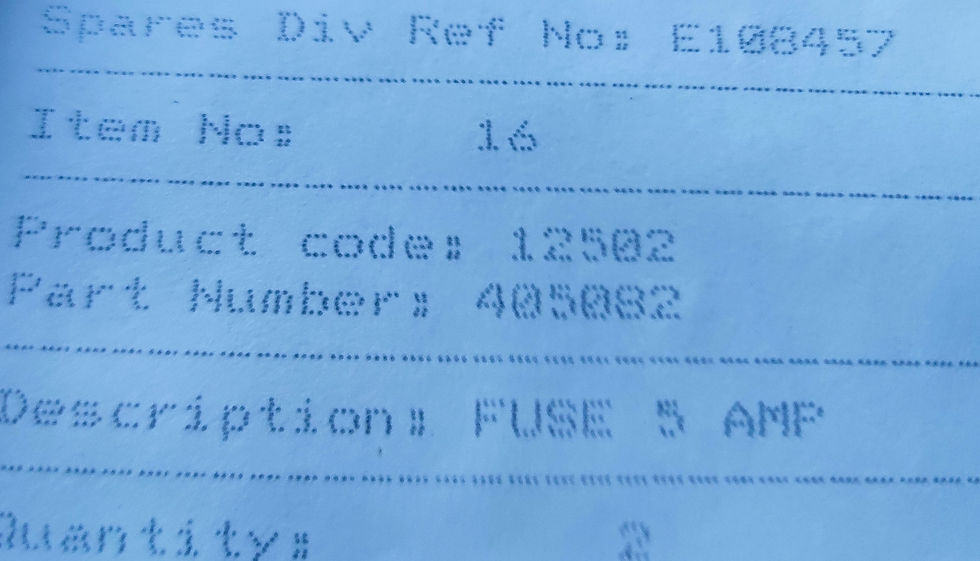 Spares Div Ref No: E108457
Item No: 16
Product code: 12502
Part Number: 405082
Description: FUSE 5 AMP
Quantity: